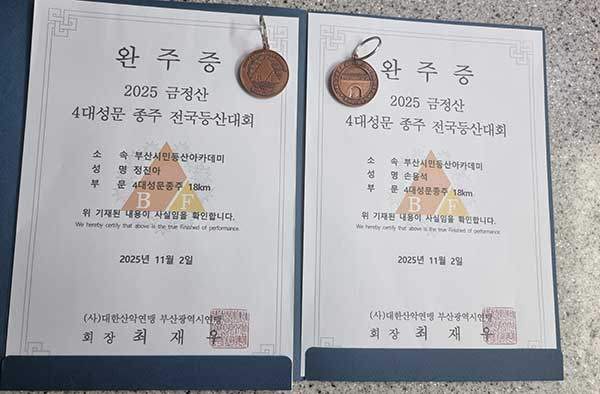 완 주 증
2025 금정산
4대성문 종주 전국등산대회
소 속 부산시민등산아카데미
성 명 정진아
부 문 4대성문종주 18km
B F
위 기재된 내용이 사실임을 확인합니다.
We hereby certify that above is the true Finished of performance.
2025년 11월 2일
(사)대한산악연맹 부산광역시연맹
회 장 최 재 우
완 주 증
2025 금정산
4대성문 종주 전국등산대회
소 속 부산시민등산아카데미
성 명 손용석
부 문 4대성문종주 18km
B F
위 기재된 내용이 사실임을 확인합니다.
We hereby certify that above is the true Finished of performance.
2025년 11월 2일
(사)대한산악연맹 부산광역시연맹
회 장 최 재 우